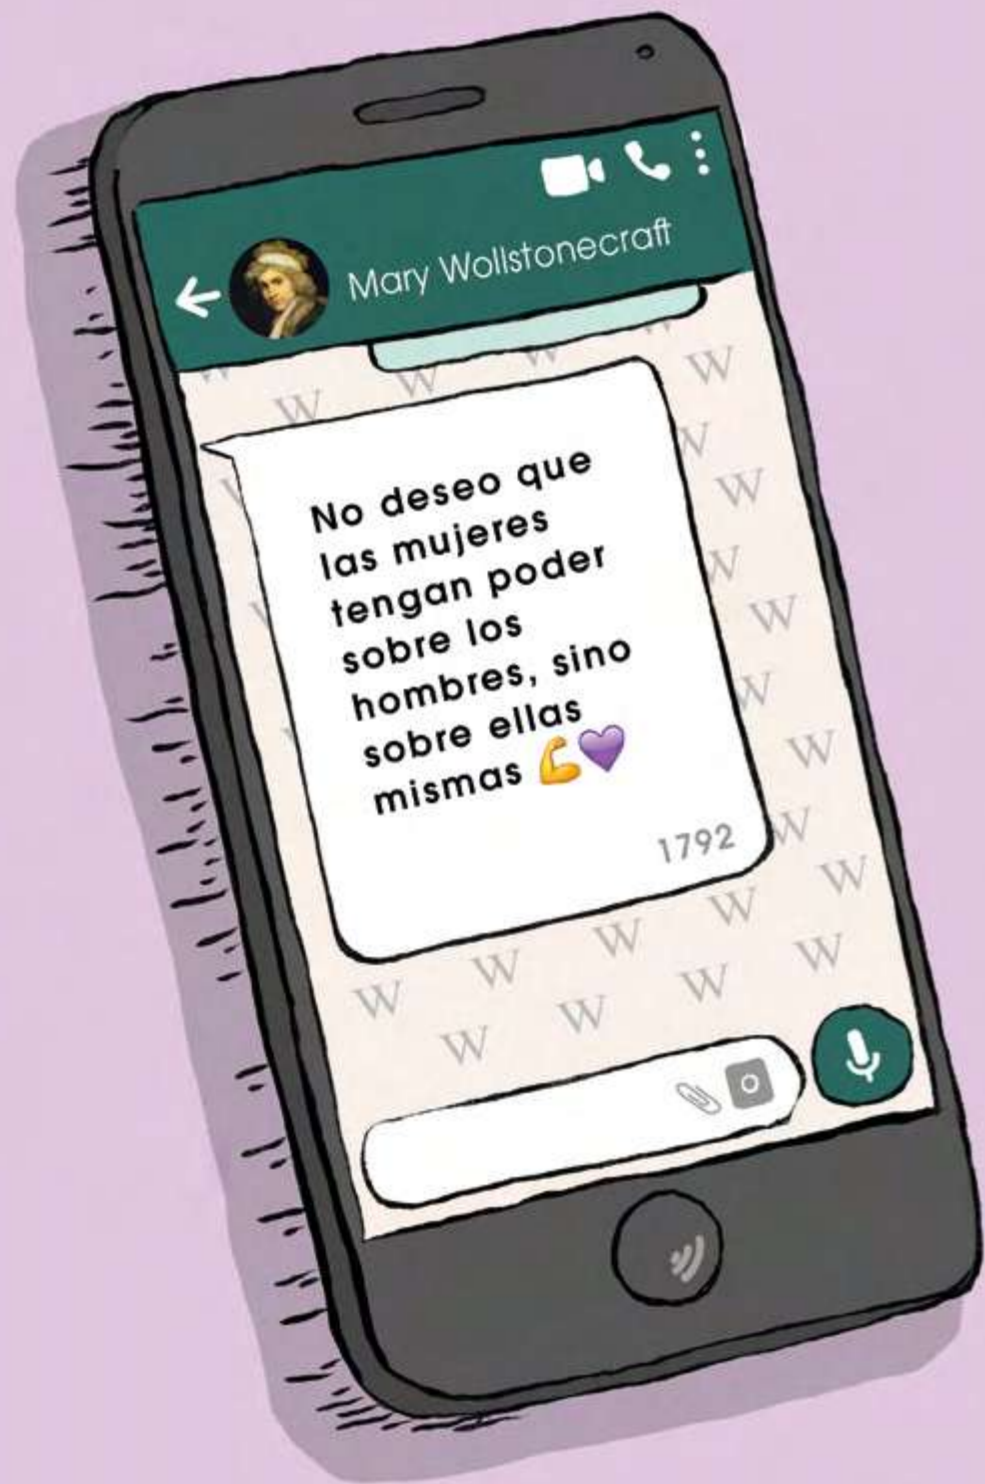 Mary Wollstonecraft
No deseo que
las mujeres
tengan poder
sobre los
hombres, sino
sobre ellas
mismas 💪💜
1792
W W W W
W
W
W
W
W
W
W
W
W
W W W W W
W W W W